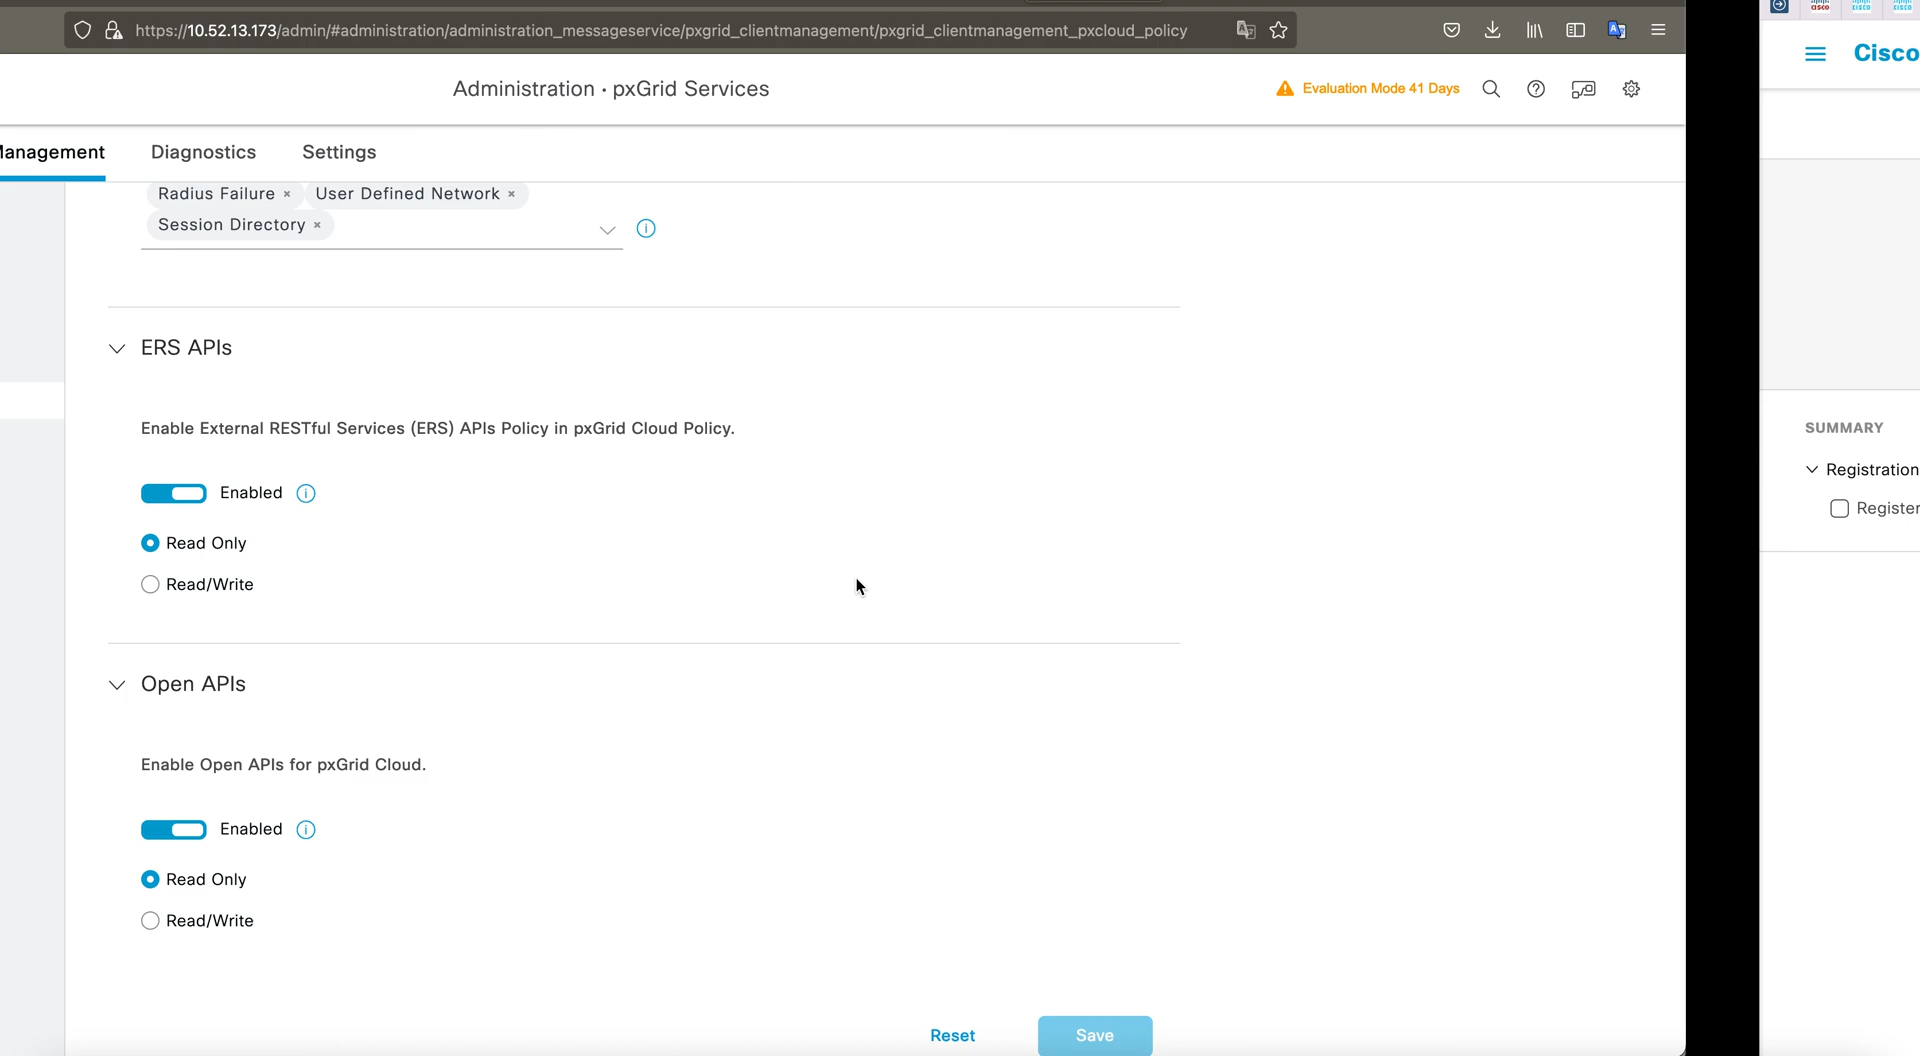 https://10.52.13.173/admin/#administration/administration_messageservice/pxgrid_clientmanagement/pxgrid_clientmanagement_pxcloud_policy
Cisco
Administration · pxGrid Services
Evaluation Mode 41 Days
anagement Diagnostics Settings
Radius Failure × User Defined Network ×
Session Directory ×
ERS APIs
Enable External RESTful Services (ERS) APIs Policy in pxGrid Cloud Policy.
Enabled
Read Only
Read/Write
Open APIs
Enable Open APIs for pxGrid Cloud.
Enabled
Read Only
Read/Write
Reset Save
SUMMARY
Registration
Register